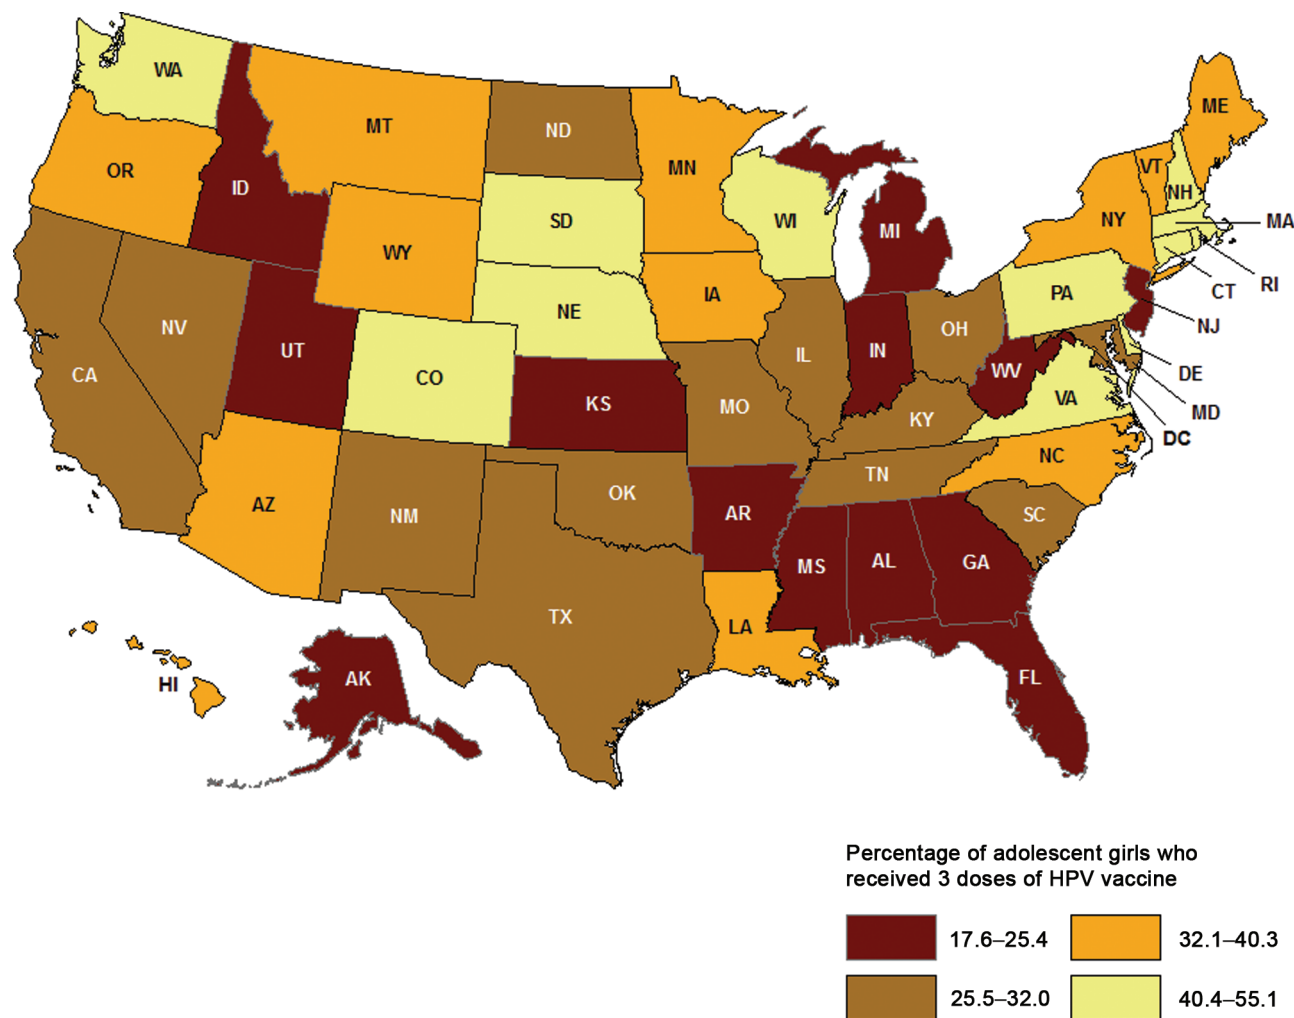 WA
MT
ND
MN
ME
VT
NH
OR
ID
WY
SD
WI
MI
NY
MA
RI
CT
NV
UT
CO
NE
IA
IL
IN
OH
PA
NJ
DE
MD
DC
CA
KS
MO
KY
WV
VA
AZ
NM
OK
AR
TN
NC
SC
TX
LA
MS
AL
GA
FL
HI
AK
Percentage of adolescent girls who
received 3 doses of HPV vaccine
17.6–25.4
32.1–40.3
25.5–32.0
40.4–55.1